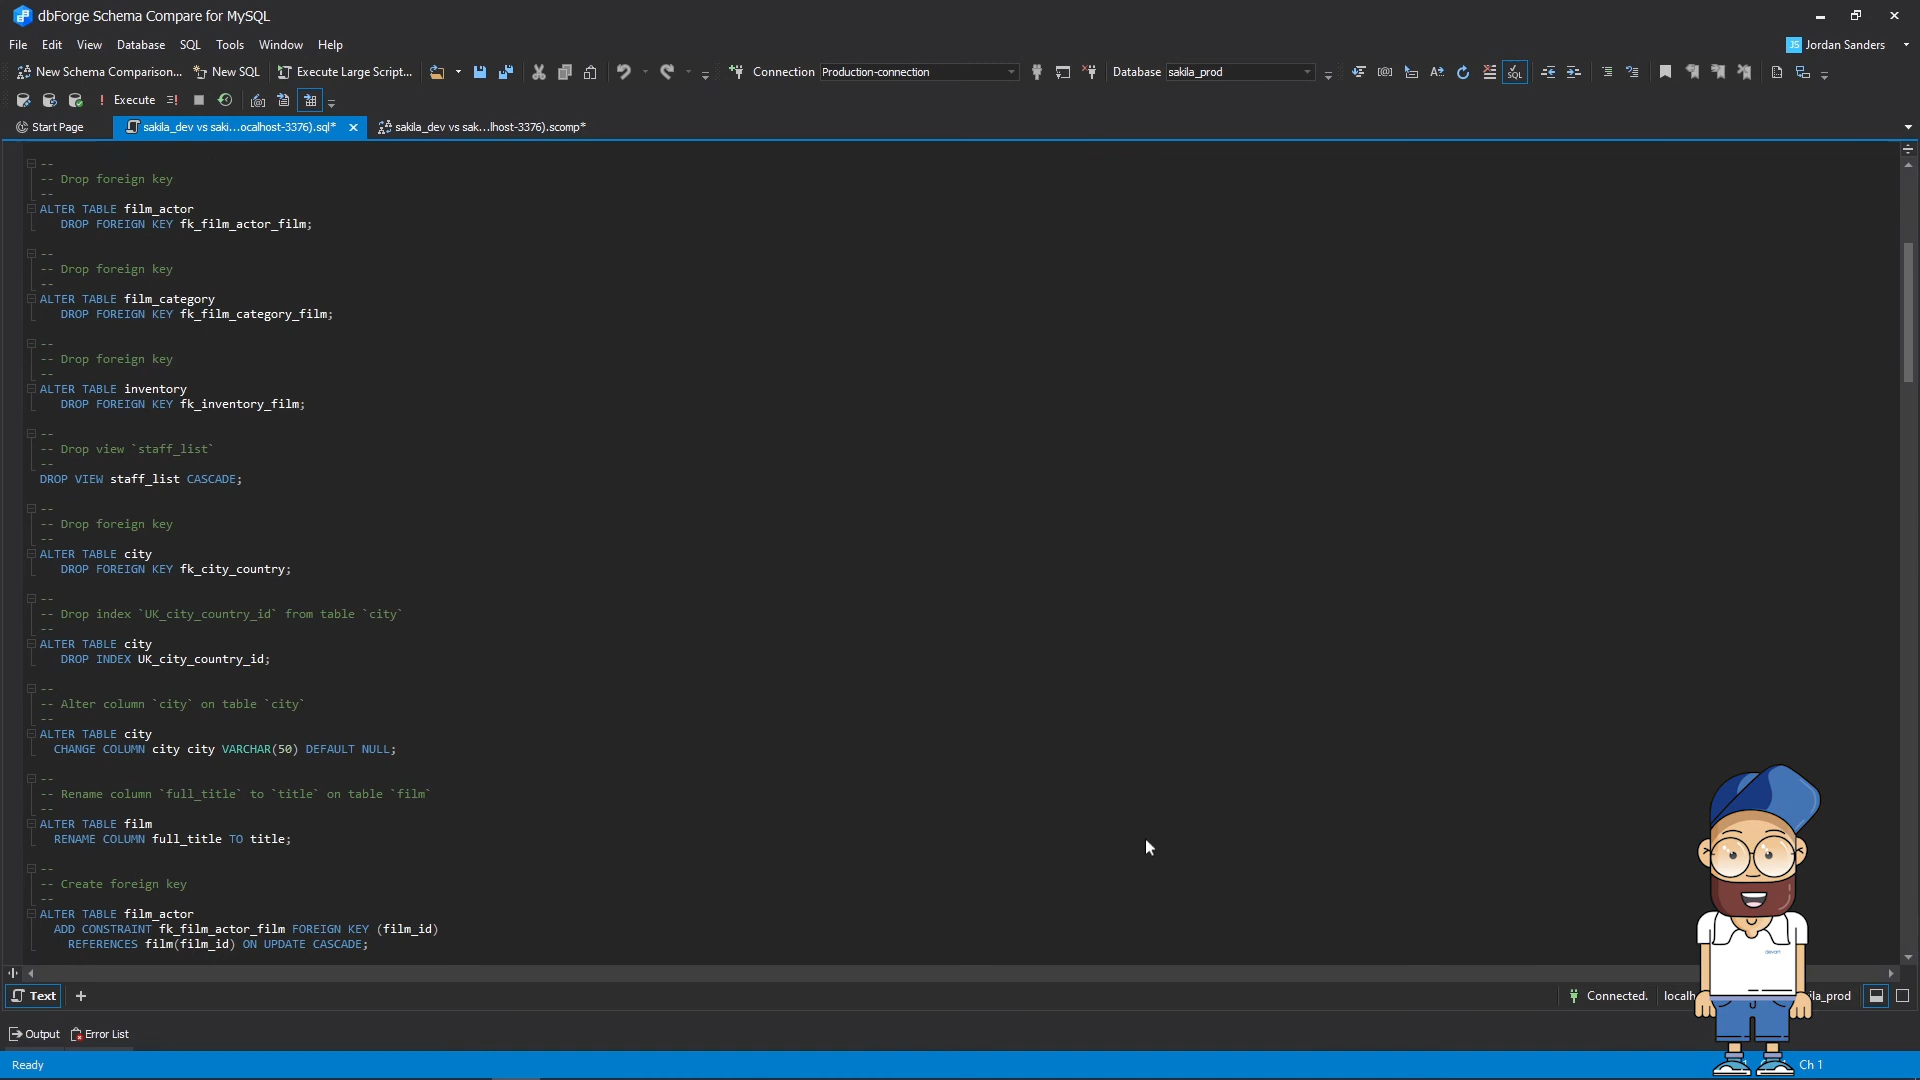 dbForge Schema Compare for MySQL
File Edit View Database SQL Tools Window Help
JS Jordan Sanders
New Schema Comparison... New SQL Execute Large Script... Connection Production-connection Database sakila_prod
Execute
Start Page sakila_dev vs saki...ocalhost-3376).sql* sakila_dev vs sak...lhost-3376).scomp*
--
-- Drop foreign key
--
ALTER TABLE film_actor
DROP FOREIGN KEY fk_film_actor_film;
--
-- Drop foreign key
--
ALTER TABLE film_category
DROP FOREIGN KEY fk_film_category_film;
--
-- Drop foreign key
--
ALTER TABLE inventory
DROP FOREIGN KEY fk_inventory_film;
--
-- Drop view `staff_list`
--
DROP VIEW staff_list CASCADE;
--
-- Drop foreign key
--
ALTER TABLE city
DROP FOREIGN KEY fk_city_country;
--
-- Drop index `UK_city_country_id` from table `city`
--
ALTER TABLE city
DROP INDEX UK_city_country_id;
--
-- Alter column `city` on table `city`
--
ALTER TABLE city
CHANGE COLUMN city city VARCHAR(50) DEFAULT NULL;
--
-- Rename column `full_title` to `title` on table `film`
--
ALTER TABLE film
RENAME COLUMN full_title TO title;
--
-- Create foreign key
--
ALTER TABLE film_actor
ADD CONSTRAINT fk_film_actor_film FOREIGN KEY (film_id)
REFERENCES film(film_id) ON UPDATE CASCADE;
devart
Text
Connected. localh ila_prod
Output Error List
Ready
Ch 1